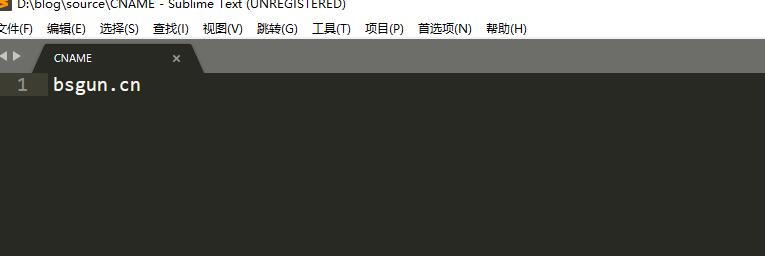 D:\blog\source\CNAME - Sublime Text (UNREGISTERED)
文件(F) 编辑(E) 选择(S) 查找(I) 视图(V) 跳转(G) 工具(T) 项目(P) 首选项(N) 帮助(H)
CNAME ×
1 bsgun.cn